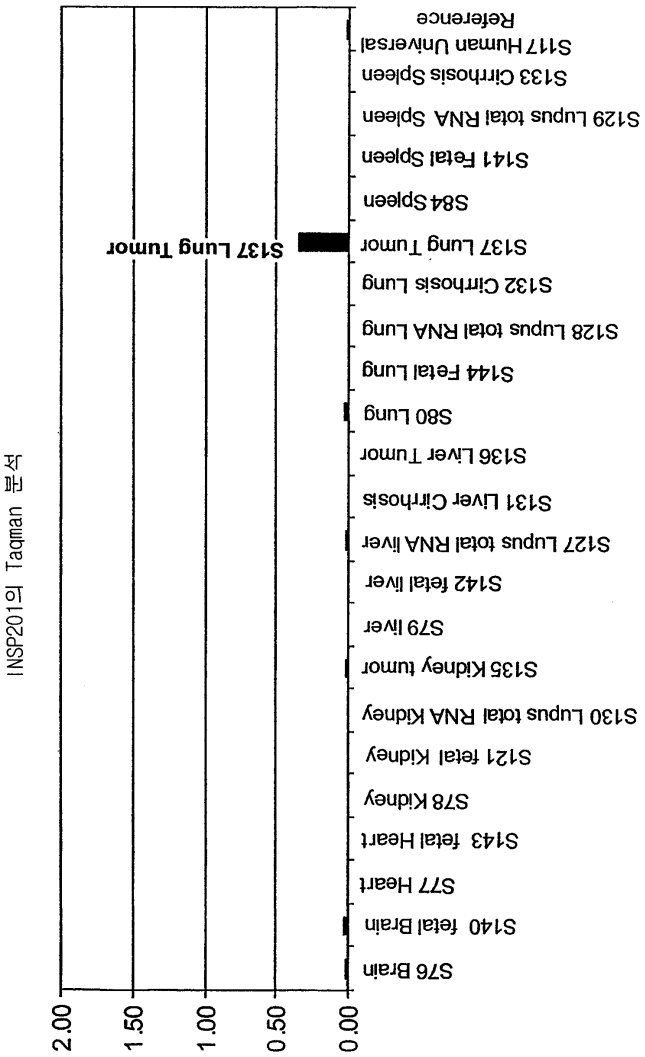 INSP201의 Taqman 분석
2.00
1.50
1.00
0.50
0.00
S137 Lung Tumor
S76 Brain
S140 fetal Brain
S77 Heart
S143 fetal Heart
S78 Kidney
S121 fetal Kidney
S130 Lupus total RNA Kidney
S135 Kidney tumor
S79 liver
S142 fetal liver
S127 Lupus total RNA liver
S131 Liver Cirrhosis
S136 Liver Tumor
S80 Lung
S144 Fetal Lung
S128 Lupus total RNA Lung
S132 Cirrhosis Lung
S137 Lung Tumor
S84 Spleen
S141 Fetal Spleen
S129 Lupus total RNA Spleen
S133 Cirrhosis Spleen
S117 Human Universal
Reference